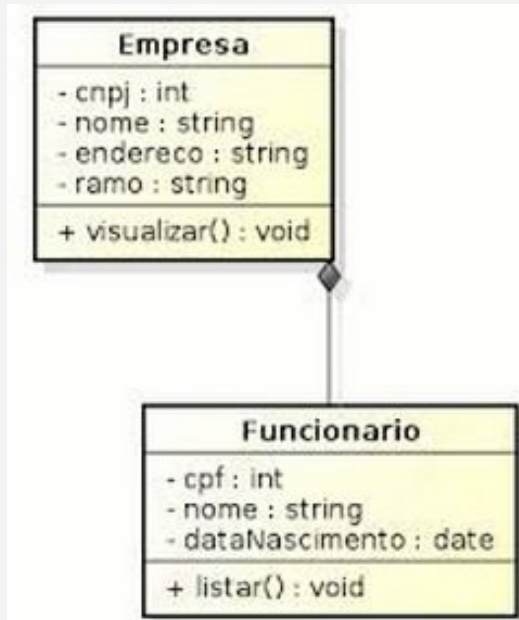 Empresa
- cnpj : int
- nome : string
- endereco : string
- ramo : string
+ visualizar() : void
Funcionario
- cpf : int
- nome : string
- dataNascimento : date
+ listar() : void